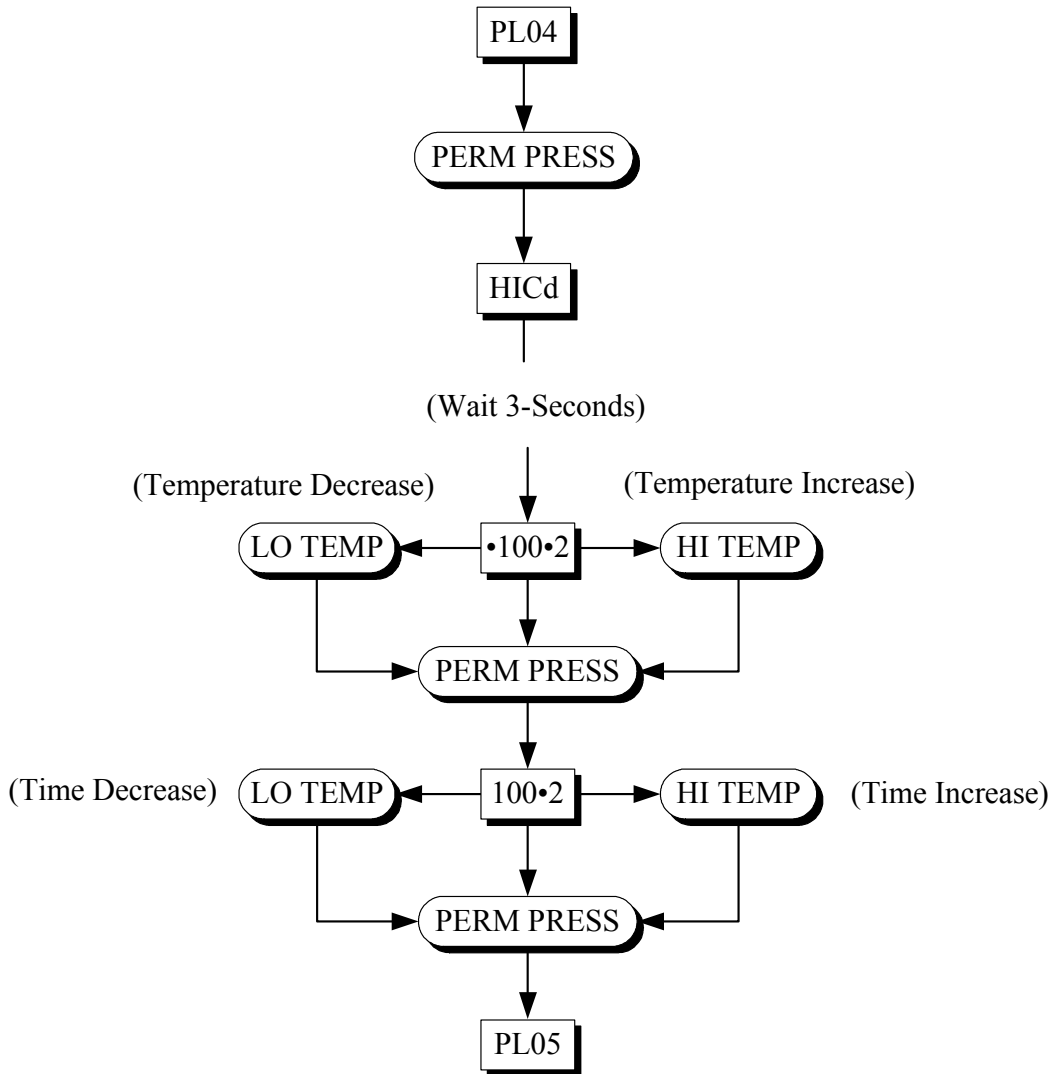 PL04
PERM PRESS
HICd
(Wait 3-Seconds)
(Temperature Decrease)
(Temperature Increase)
LO TEMP
•100•2
HI TEMP
PERM PRESS
(Time Decrease)
LO TEMP
100•2
HI TEMP
(Time Increase)
PERM PRESS
PL05